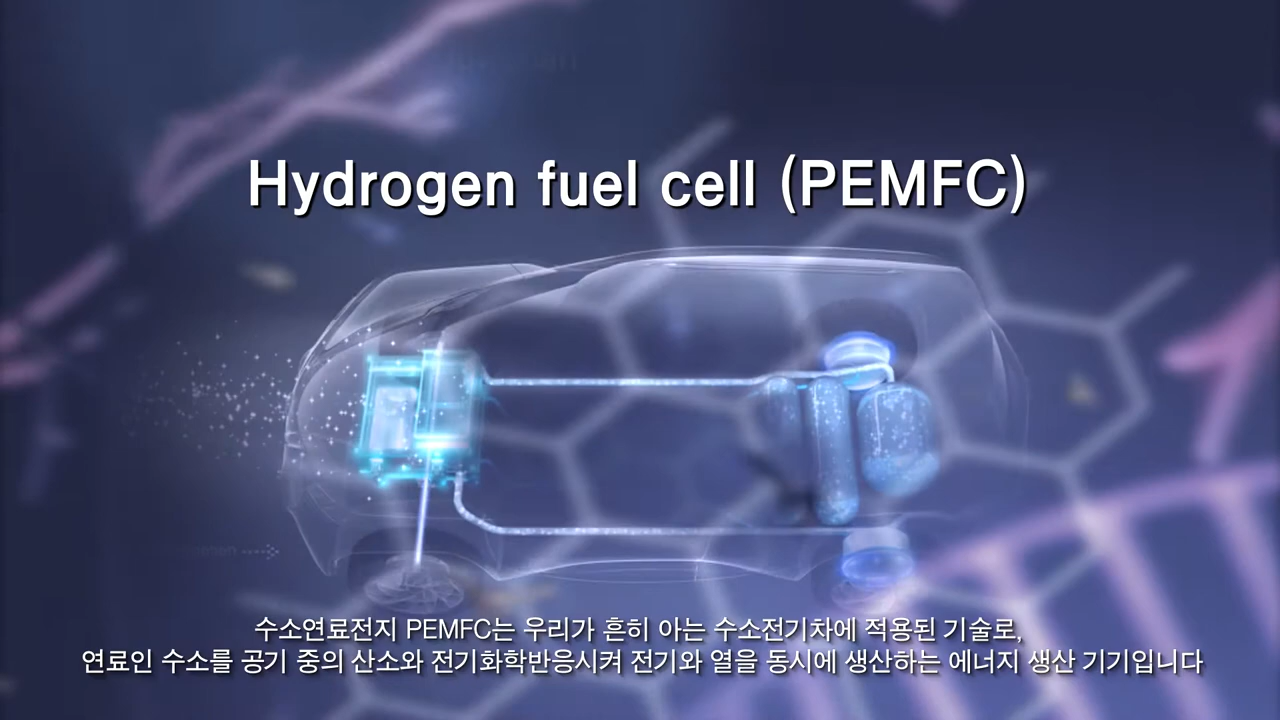 Hydrogen fuel cell (PEMFC)
수소연료전지 PEMFC는 우리가 흔히 아는 수소전기차에 적용된 기술로,
연료인 수소를 공기 중의 산소와 전기화학반응시켜 전기와 열을 동시에 생산하는 에너지 생산 기기입니다